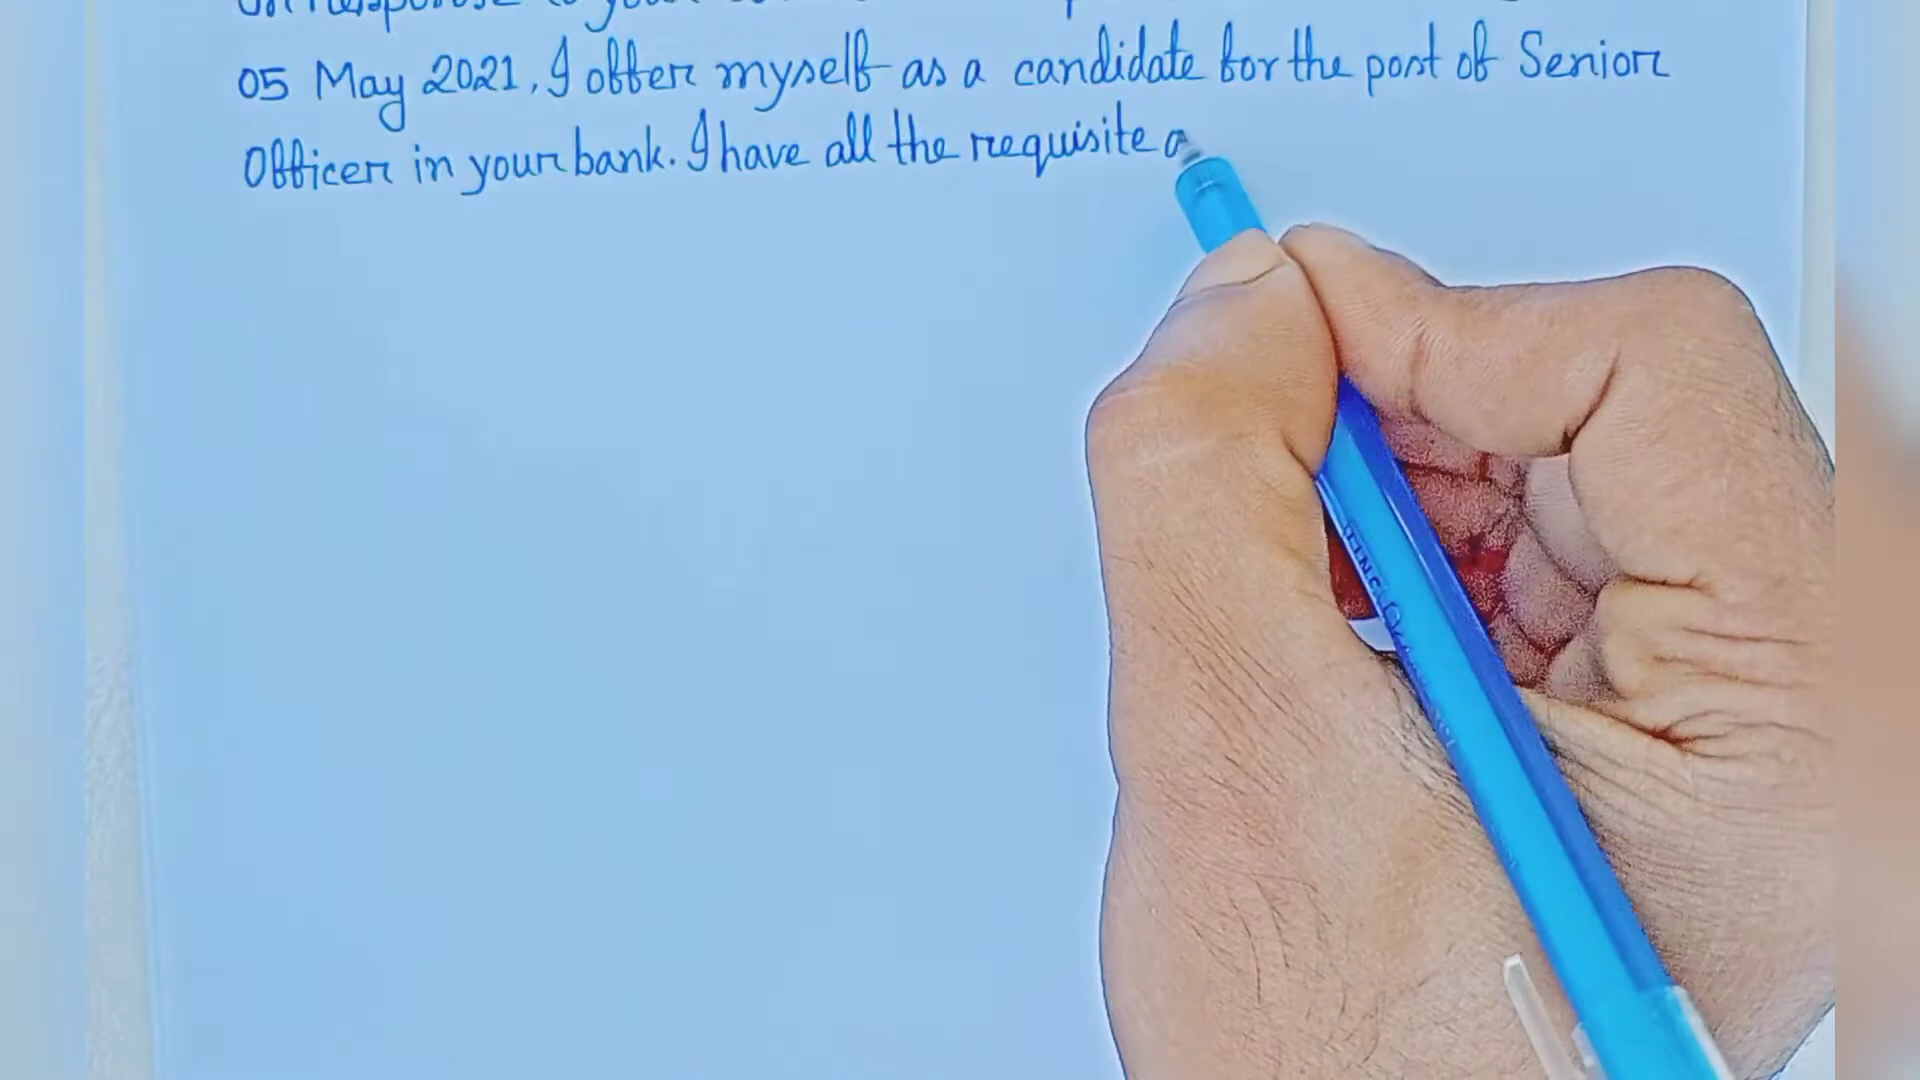 05 May 2021, I offer myself as a candidate for the post of Senior
Officer in your bank. I have all the requisite a